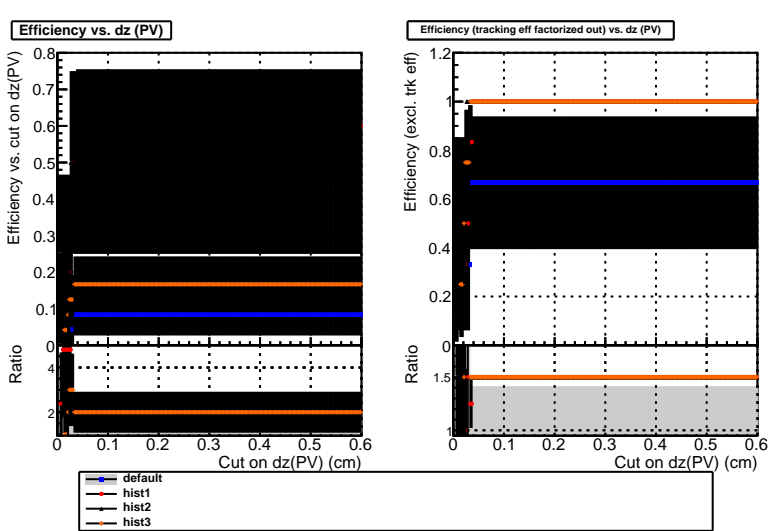 Efficiency vs. dz (PV)
Efficiency vs. cut on dz(PV)
0.8
0.7
0.6
0.5
0.4
0.3
0.2
0.1
0
Ratio
4
2
0 0.1 0.2 0.3 0.4 0.5 0.6
Cut on dz(PV) (cm)
Efficiency (tracking eff factorized out) vs. dz (PV)
Efficiency (excl. trk eff)
1.2
1
0.8
0.6
0.4
0.2
0
Ratio
1.5
1
0 0.1 0.2 0.3 0.4 0.5 0.6
Cut on dz(PV) (cm)
default
hist1
hist2
hist3